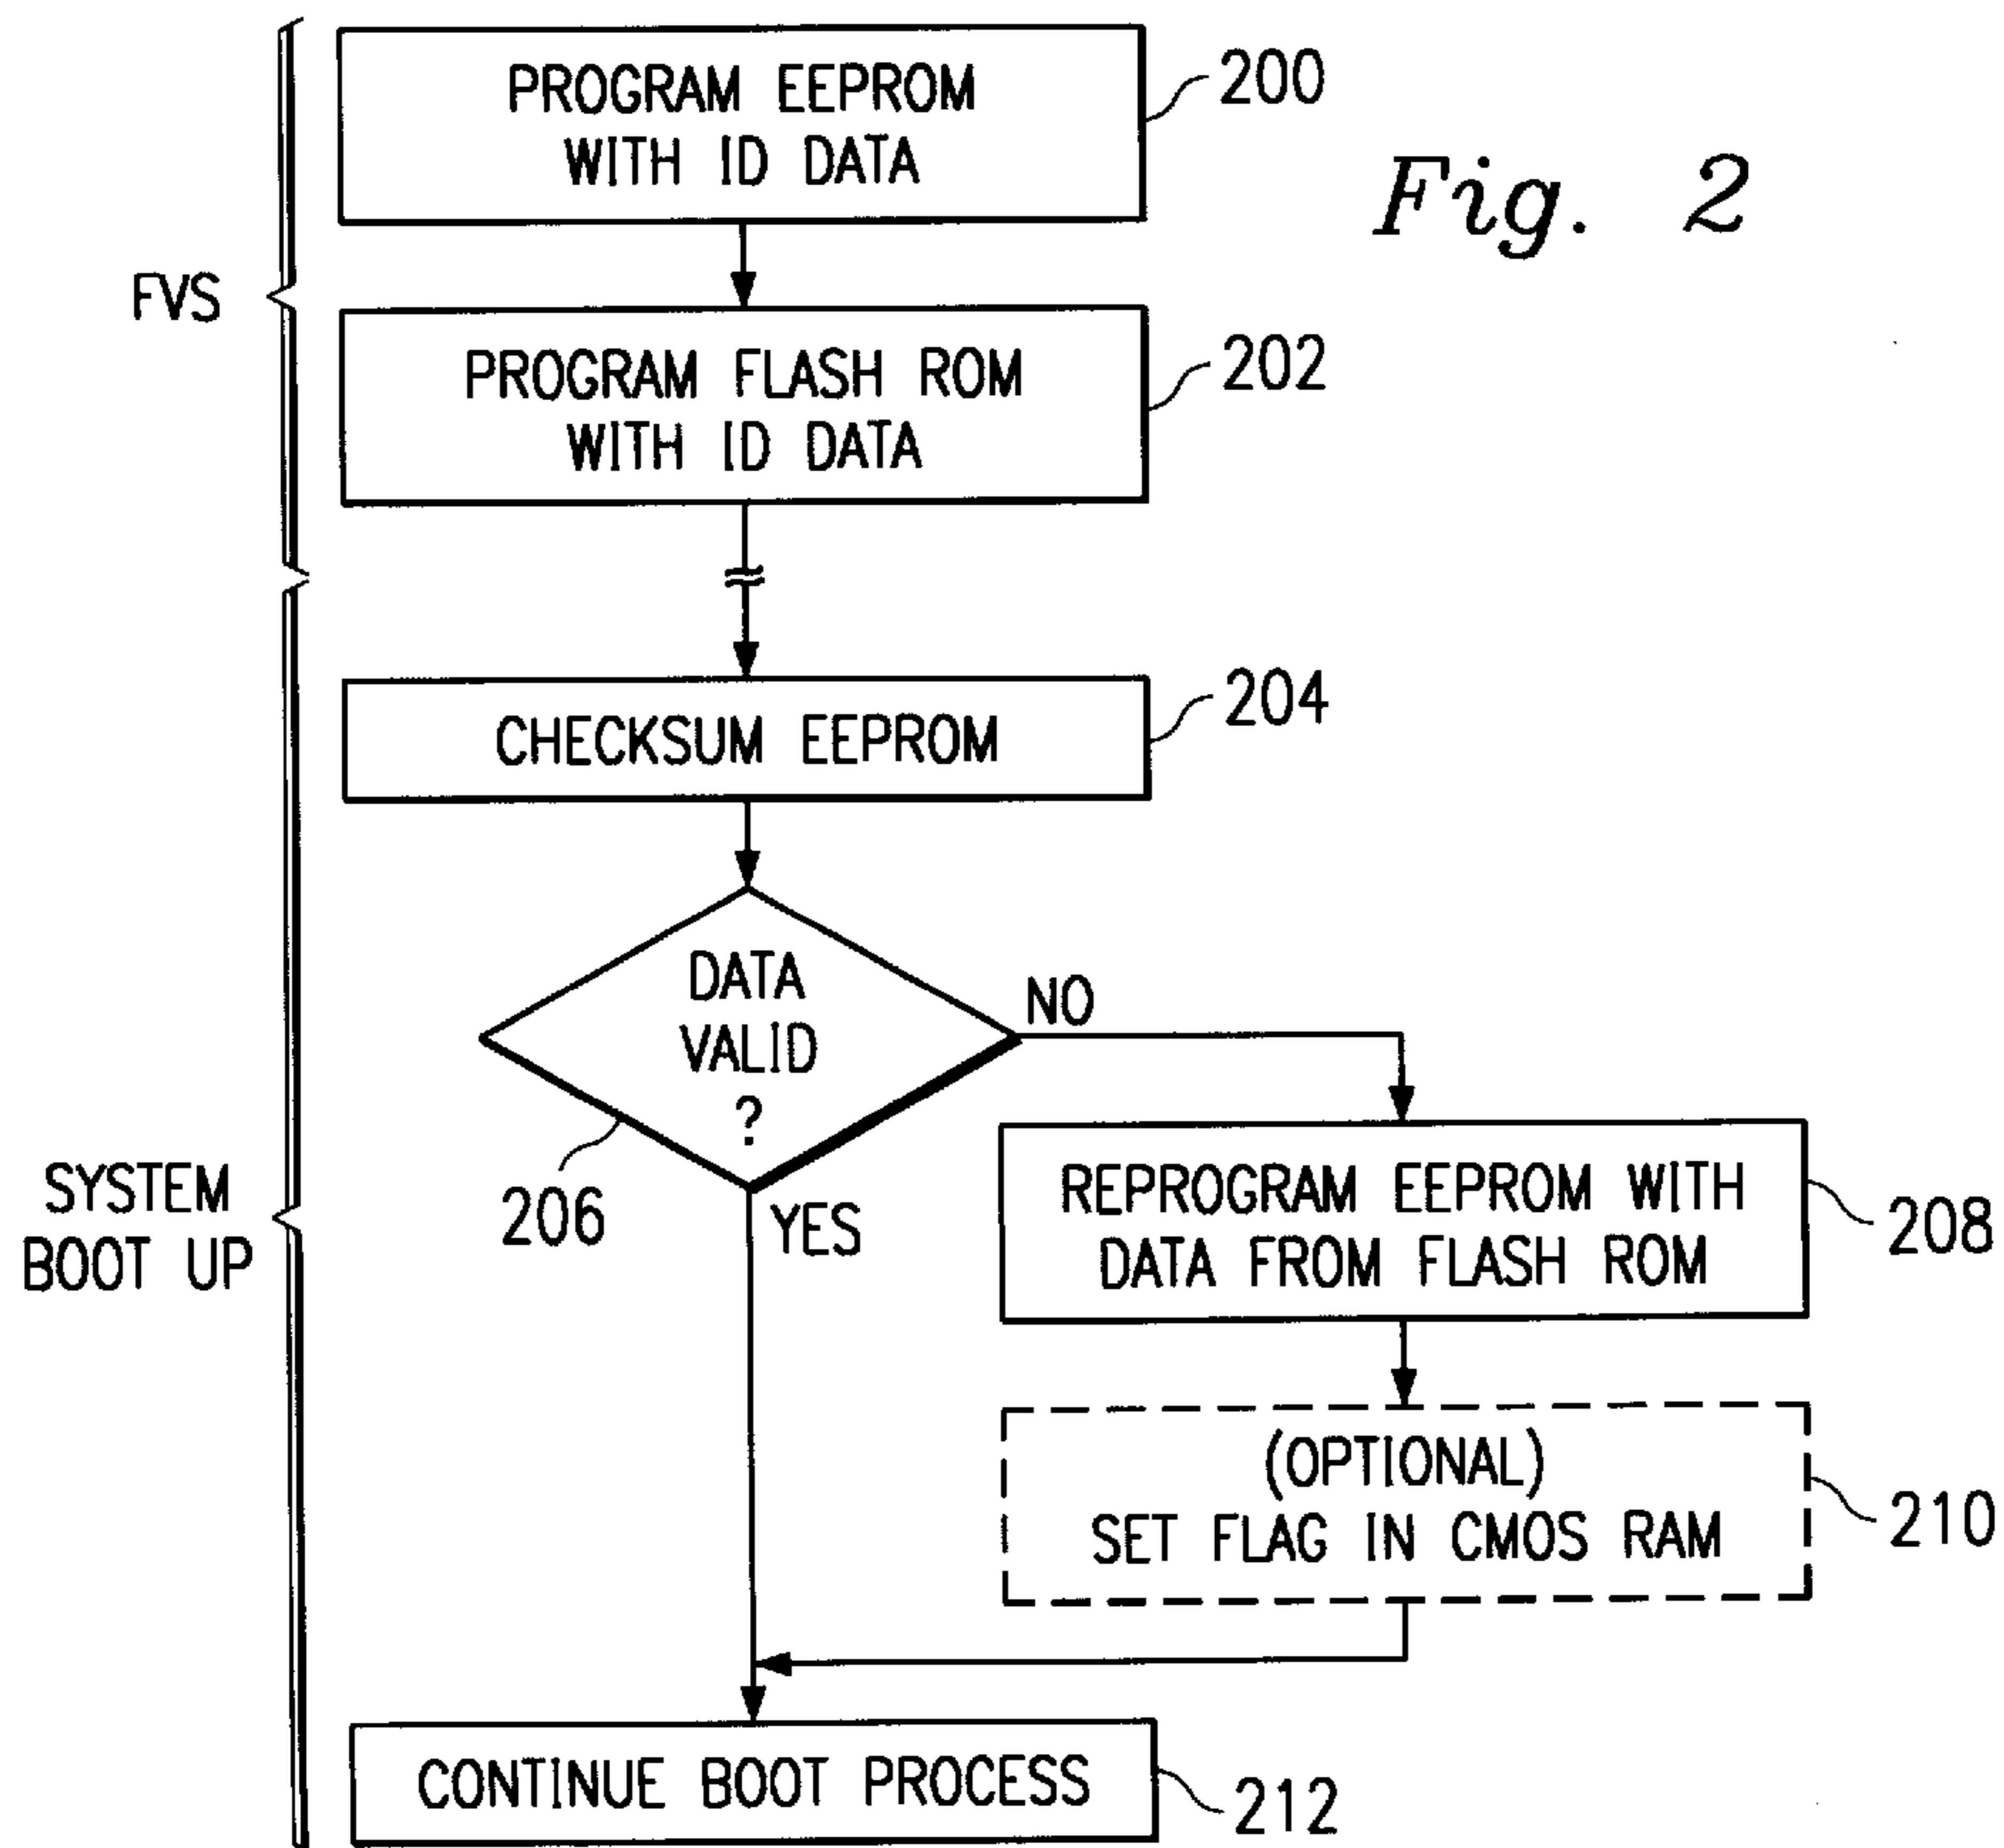 PROGRAM EEPROM
WITH ID DATA
200
Fig. 2
FVS
PROGRAM FLASH ROM
WITH ID DATA
202
CHECKSUM EEPROM
204
DATA
VALID
?
NO
206
YES
SYSTEM
BOOT UP
REPROGRAM EEPROM WITH
DATA FROM FLASH ROM
208
(OPTIONAL)
SET FLAG IN CMOS RAM
210
CONTINUE BOOT PROCESS
212